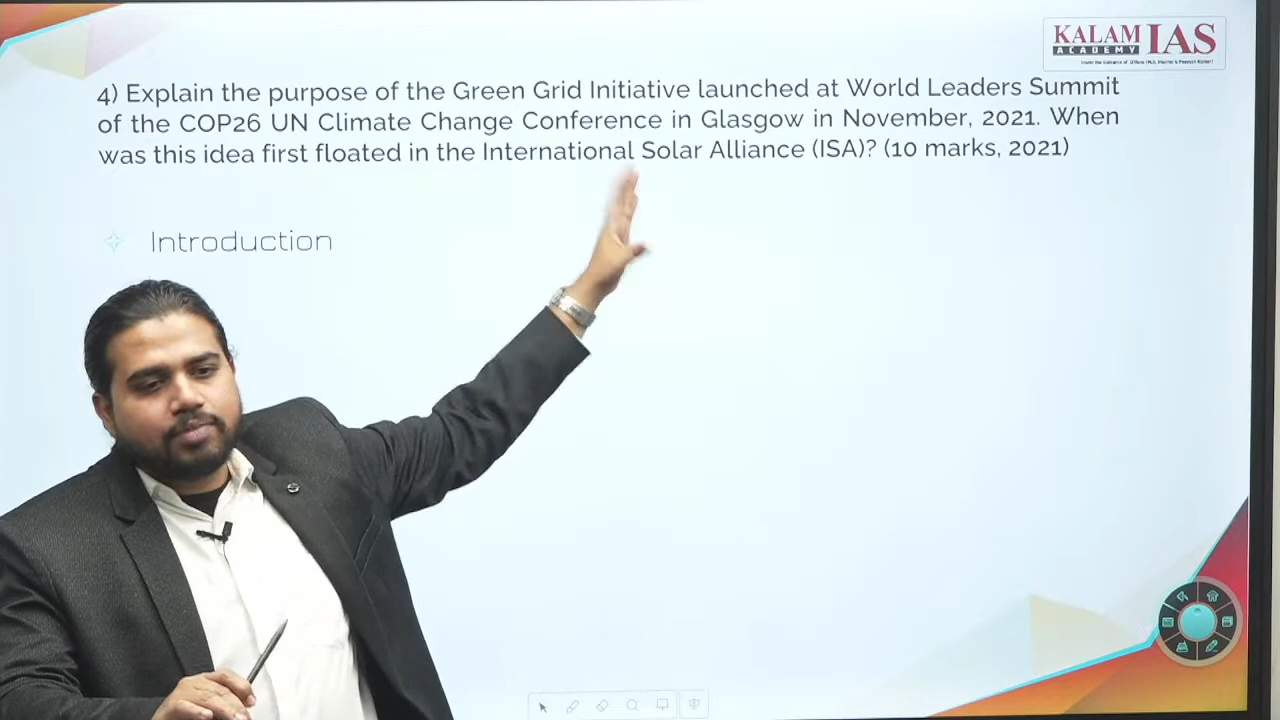 KALAM IAS
ACADEMY
4) Explain the purpose of the Green Grid Initiative launched at World Leaders Summit
of the COP26 UN Climate Change Conference in Glasgow in November, 2021. When
was this idea first floated in the International Solar Alliance (ISA)? (10 marks, 2021)
Introduction